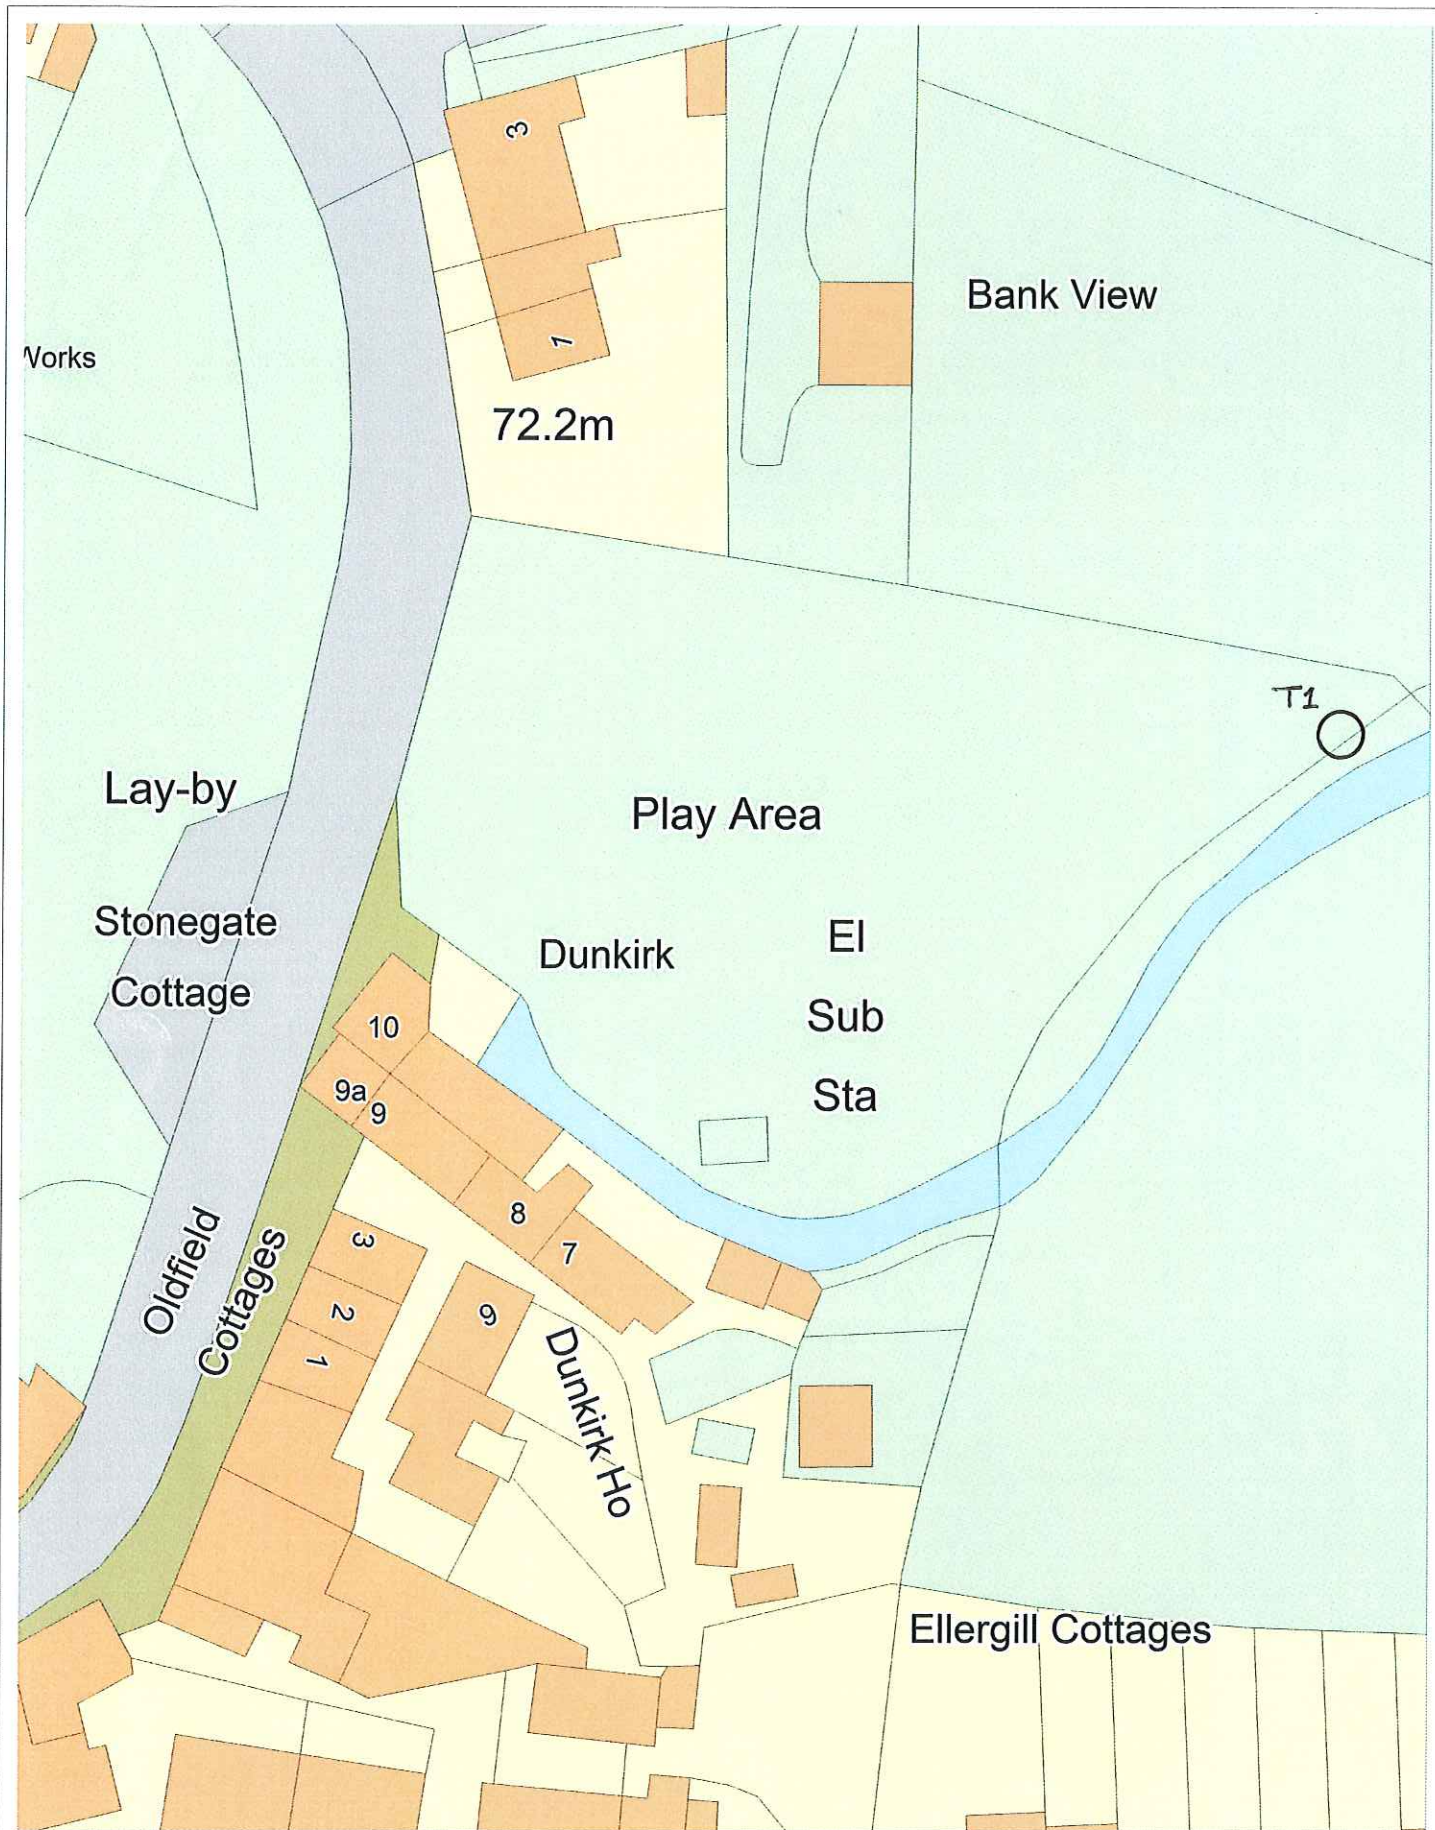 3
Bank View
1
Works
72.2m
T1
Lay-by
Play Area
Stonegate
Cottage
Dunkirk
El
Sub
Sta
10
9a
9
8
7
3
2
1
6
Oldfield
Cottages
Dunkirk Ho
Ellergill Cottages